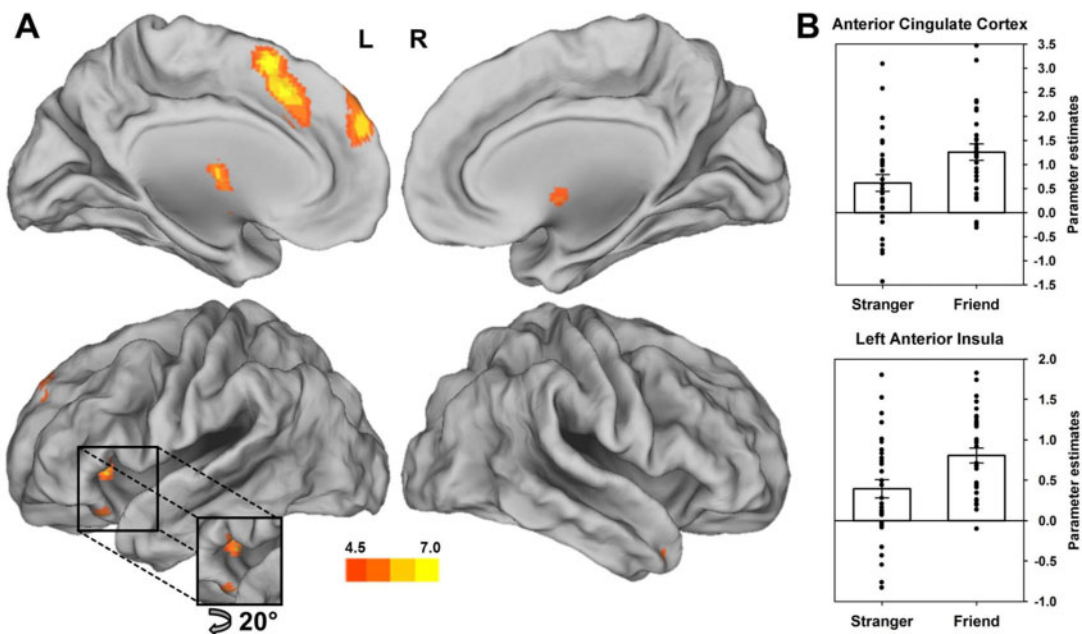 A
L
R
4.5
7.0
20°
B
Anterior Cingulate Cortex
3.5
3.0
2.5
2.0
1.5
1.0
0.5
0.0
-0.5
-1.0
-1.5
Parameter estimates
Stranger
Friend
Left Anterior Insula
2.0
1.5
1.0
0.5
0.0
-0.5
-1.0
Parameter estimates
Stranger
Friend